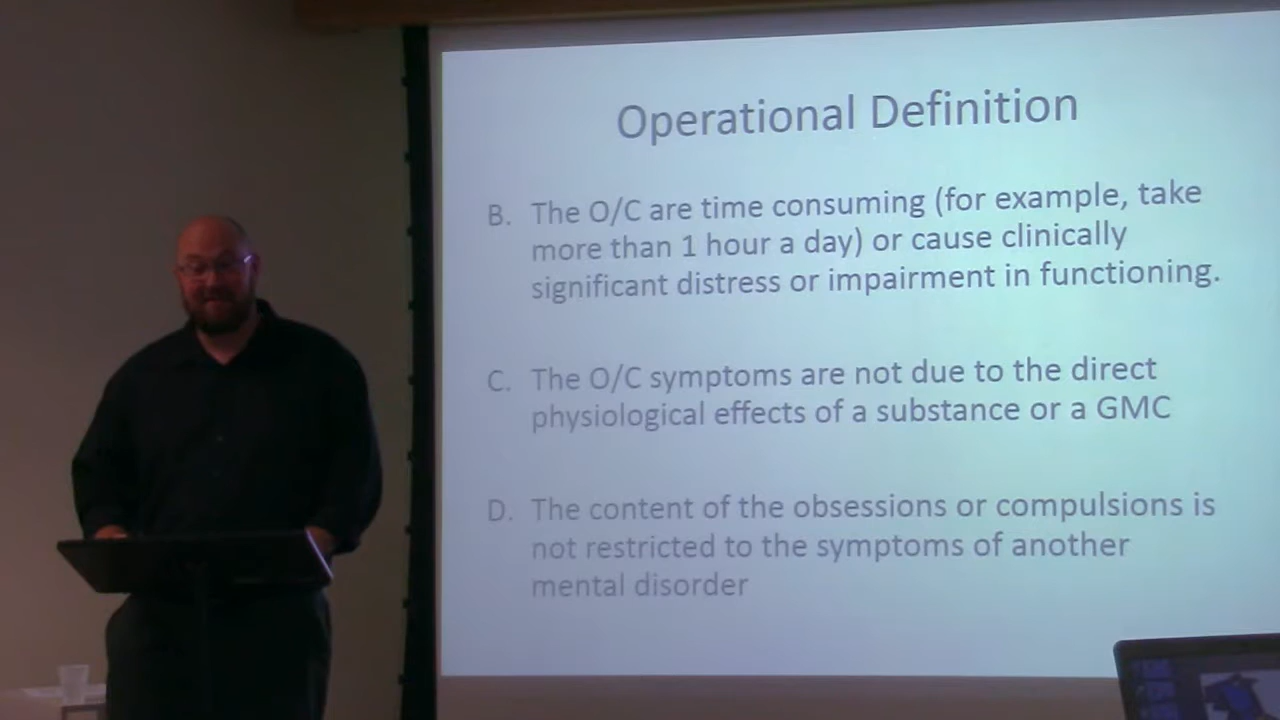 Operational Definition
B. The O/C are time consuming (for example, take
more than 1 hour a day) or cause clinically
significant distress or impairment in functioning.
C. The O/C symptoms are not due to the direct
physiological effects of a substance or a GMC
D. The content of the obsessions or compulsions is
not restricted to the symptoms of another
mental disorder